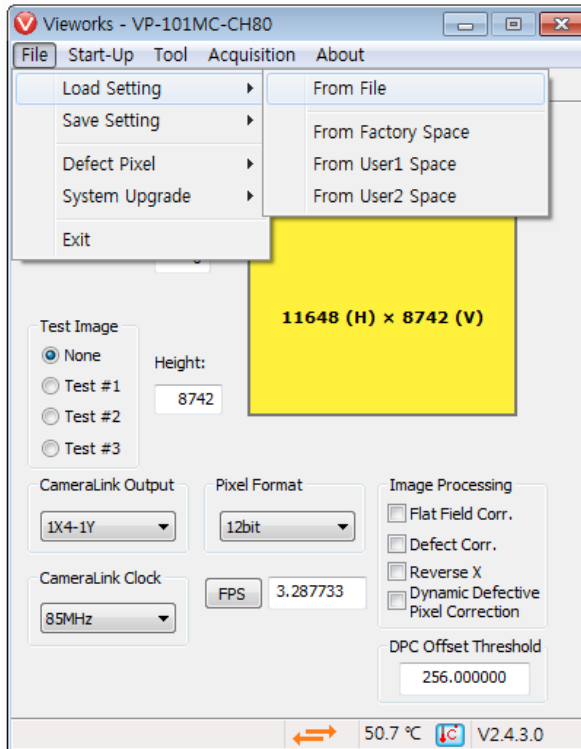 Vieworks - VP-101MC-CH80
File Start-Up Tool Acquisition About
Load Setting
Save Setting
Defect Pixel
System Upgrade
Exit
From File
From Factory Space
From User1 Space
From User2 Space
11648 (H) × 8742 (V)
Test Image
None
Test #1
Test #2
Test #3
Height:
8742
CameraLink Output
1X4-1Y
Pixel Format
12bit
Image Processing
Flat Field Corr.
Defect Corr.
Reverse X
Dynamic Defective
Pixel Correction
CameraLink Clock
85MHz
FPS 3.287733
DPC Offset Threshold
256.000000
50.7 ℃ V2.4.3.0